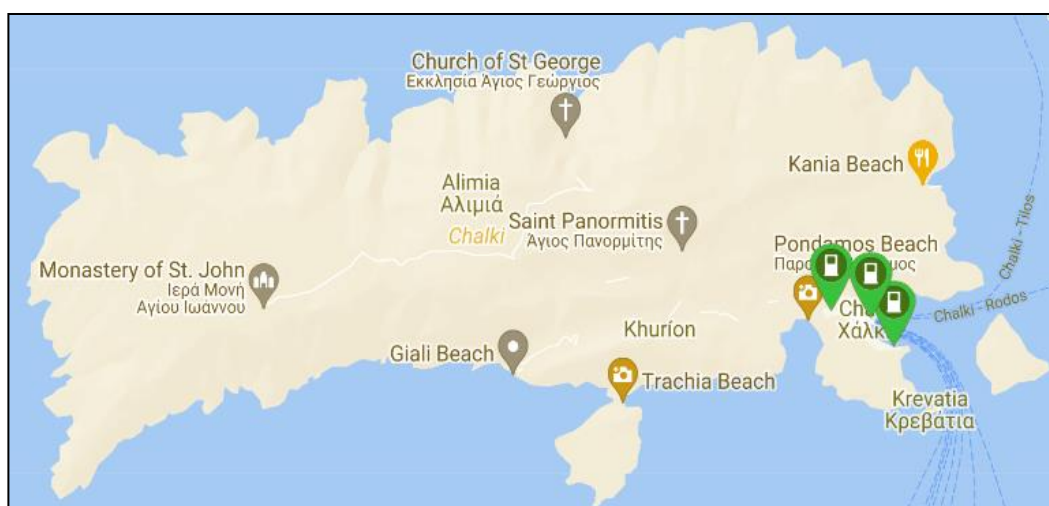 Church of St George
Εκκλησία Άγιος Γεώργιος
Kania Beach
Alimia
Αλιμιά
Chalki
Saint Panormitis
Άγιος Πανορμίτης
Pondamos Beach
Monastery of St. John
Ιερά Μονή
Αγίου Ιωάννου
Khuríon
Giali Beach
Trachia Beach
Krevatia
Κρεβάτια
Chalki - Tilos
Chalki - Rodos